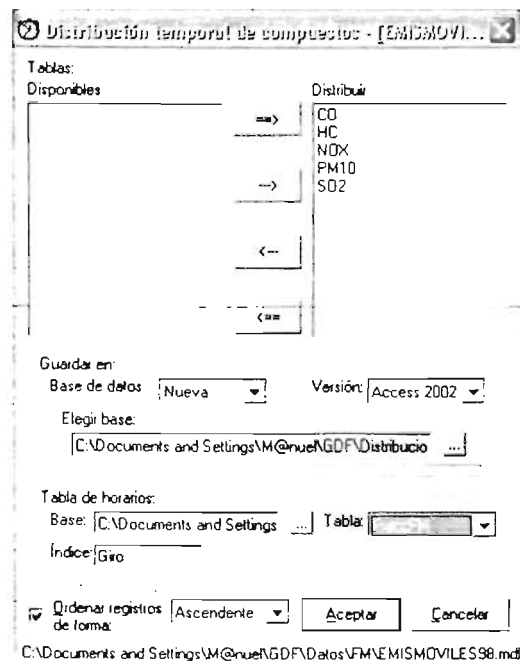 Distribución temporal de compuestos - [EMISMOVI...
Tablas:
Disponibles
Distribuir
==>
-->
<--
<==
CO
HC
NOX
PM10
SO2
Guardar en:
Base de datos Nueva Versión: Access 2002
Elegir base:
C:\Documents and Settings\M@nuel\GDF\Distribucio ...
Tabla de horarios:
Base: C:\Documents and Settings ... Tabla:
Índice: Giro
Ordenar registros de forma: Ascendente Aceptar Cancelar
C:\Documents and Settings\M@nuel\GDF\Datos\FM\EMISMOVILES98.mdb